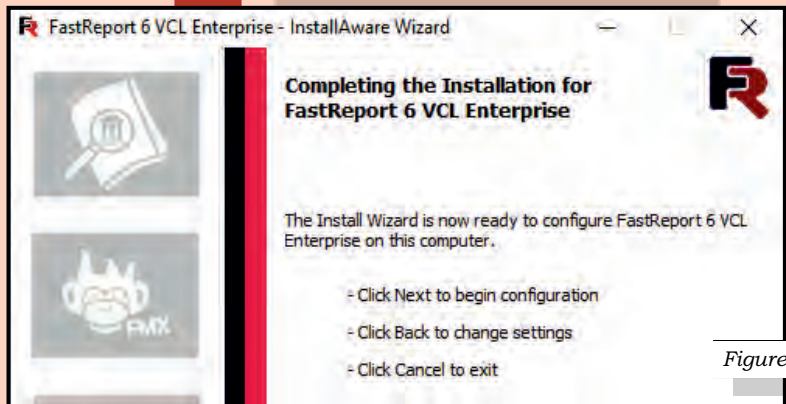 FastReport 6 VCL Enterprise - InstallAware Wizard
Completing the Installation for
FastReport 6 VCL Enterprise
FR
The Install Wizard is now ready to configure FastReport 6 VCL
Enterprise on this computer.
- Click Next to begin configuration
- Click Back to change settings
- Click Cancel to exit
FMX
Figure